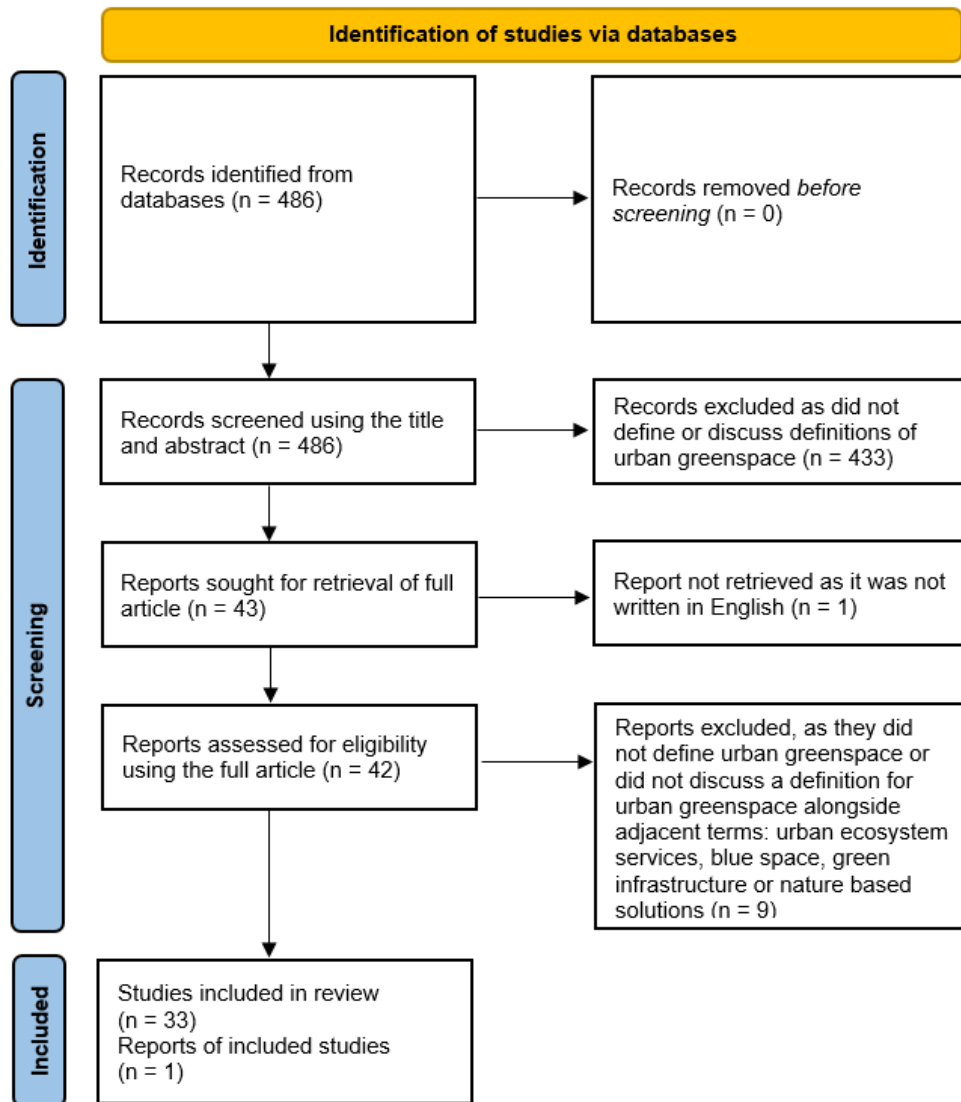 Identification of studies via databases
Identification
Records identified from
databases (n = 486)
Records removed before
screening (n = 0)
Screening
Records screened using the title
and abstract (n = 486)
Records excluded as did not
define or discuss definitions of
urban greenspace (n = 433)
Reports sought for retrieval of full
article (n = 43)
Report not retrieved as it was not
written in English (n = 1)
Reports assessed for eligibility
using the full article (n = 42)
Reports excluded, as they did
not define urban greenspace or
did not discuss a definition for
urban greenspace alongside
adjacent terms: urban ecosystem
services, blue space, green
infrastructure or nature based
solutions (n = 9)
Included
Studies included in review
(n = 33)
Reports of included studies
(n = 1)